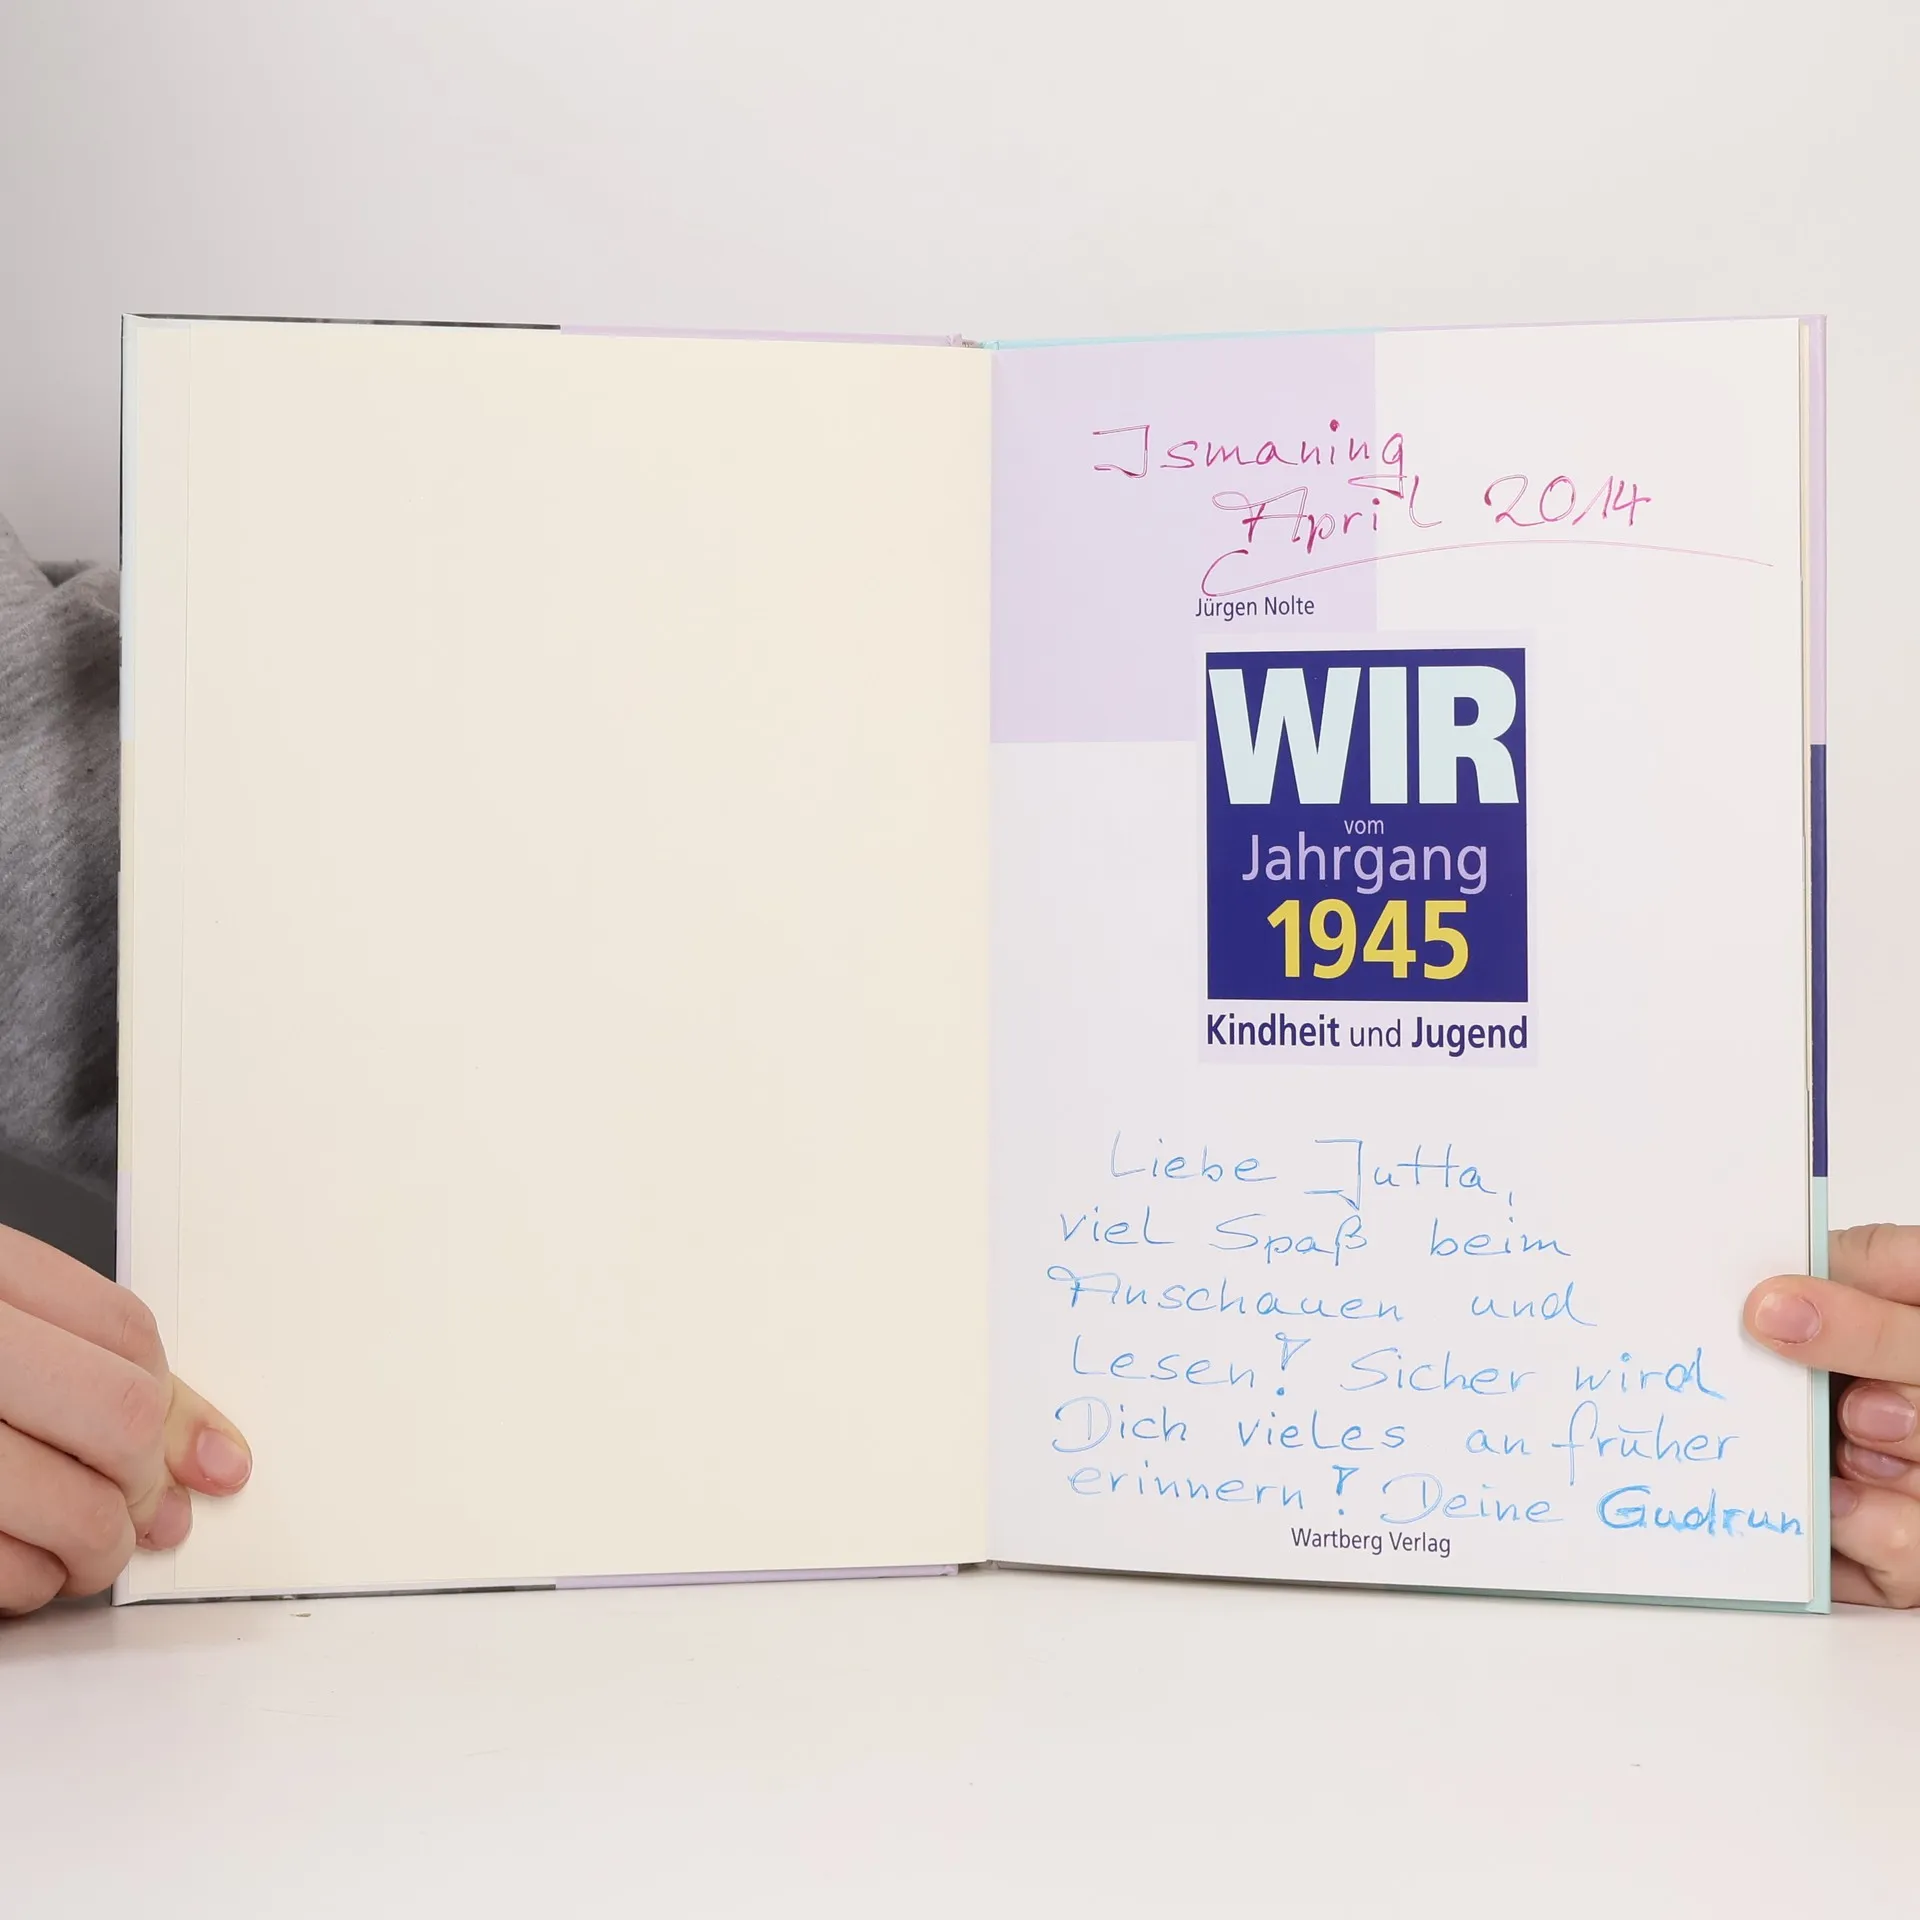 Ismaning
April 2014
Jürgen Nolte
WIR
vom
Jahrgang
1945
Kindheit und Jugend
Liebe Jutta,
viel Spaß beim
Anschauen und
Lesen! Sicher wird
Dich vieles an früher
erinnern! Deine Gudrun
Wartberg Verlag